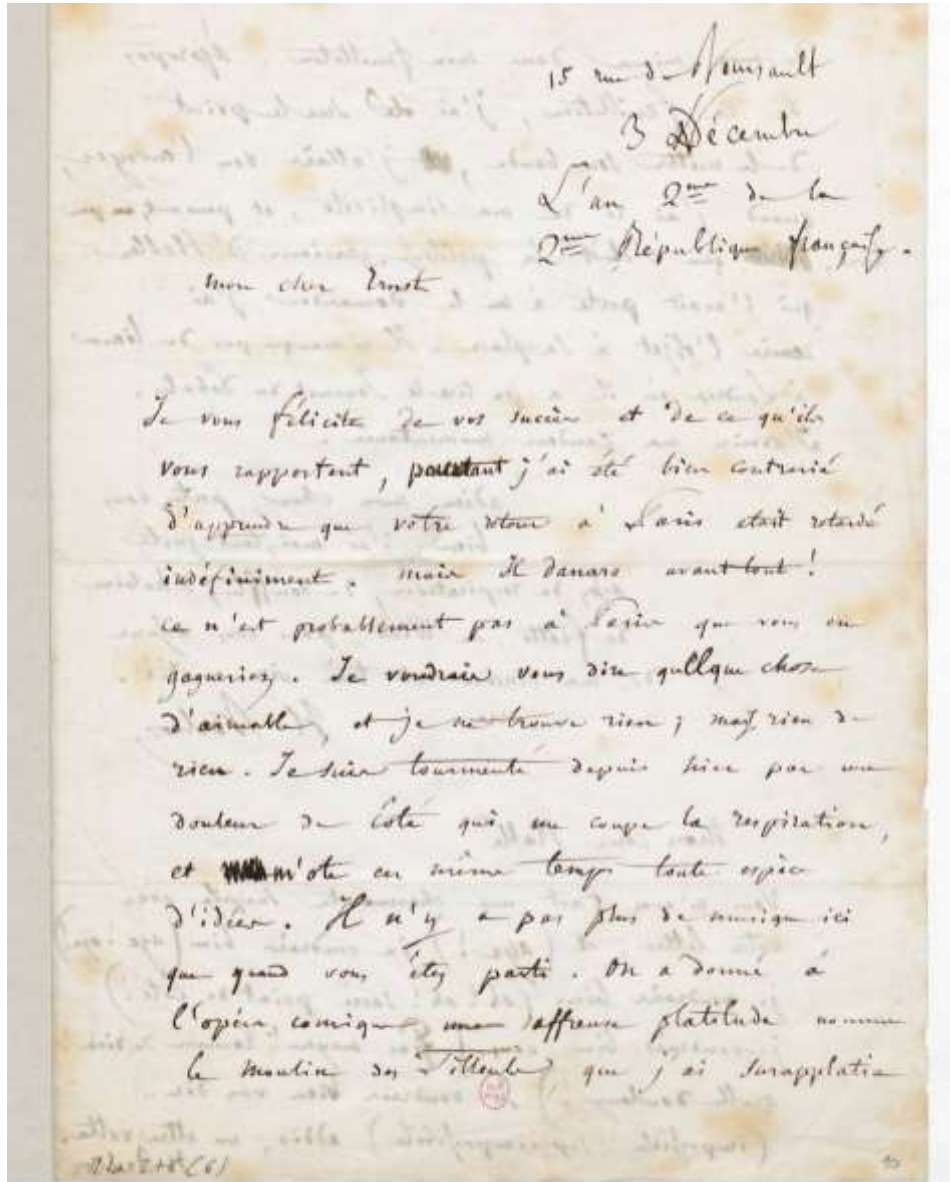 15 rue de
3 Décembre
L'an 2me de la
2me République française.
mon cher Ernst
Je vous félicite de vos succès et de ce qu'ils
vous rapportent, pourtant j'ai été bien contrarié
d'apprendre que votre retour à Paris était retardé
indéfiniment. mais Il danaro avant tout!
ce n'est probablement pas à Paris que vous en
gagneriez. Je voudrais vous dire quellque chose
d'aimable, et je ne trouve rien; mais rien de
rien. Je suis tourmenté depuis hier par une
douleur de Coté qui me coupe la respiration,
et m'ote en même temps toute espèce
d'idées. Il n'y a pas plus de musique ici
que quand vous étes parti. On a donné à
l'opéra comique une affreuse platitude nommée
le moulin des Tilleuls que j'ai surapplatie